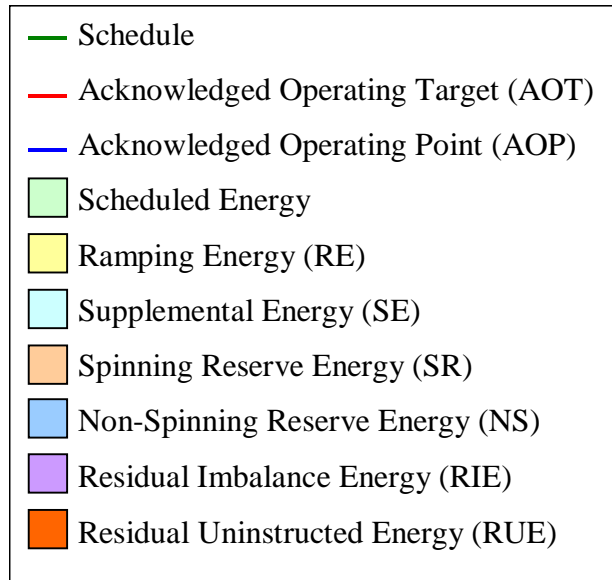 Schedule
Acknowledged Operating Target (AOT)
Acknowledged Operating Point (AOP)
Scheduled Energy
Ramping Energy (RE)
Supplemental Energy (SE)
Spinning Reserve Energy (SR)
Non-Spinning Reserve Energy (NS)
Residual Imbalance Energy (RIE)
Residual Uninstructed Energy (RUE)